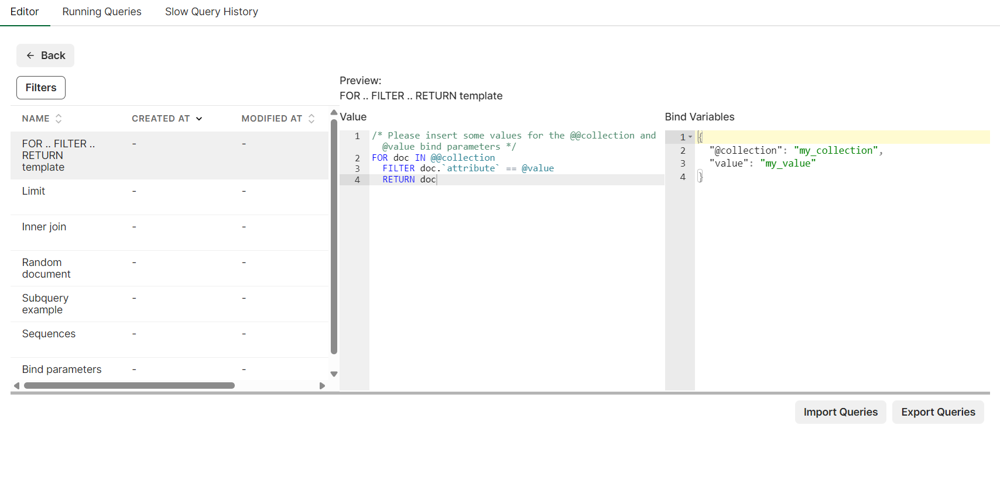 Editor Running Queries Slow Query History
← Back
Filters
NAME CREATED AT MODIFIED AT
FOR .. FILTER .. - -
RETURN
template
Limit - -
Inner join - -
Random - -
document
Subquery - -
example
Sequences - -
Bind parameters - -
Preview:
FOR .. FILTER .. RETURN template
Value
1 /* Please insert some values for the @@collection and
@value bind parameters */
2 FOR doc IN @@collection
3 FILTER doc.`attribute` == @value
4 RETURN doc
Bind Variables
1 {
2 "@collection": "my_collection",
3 "value": "my_value"
4 }
Import Queries Export Queries